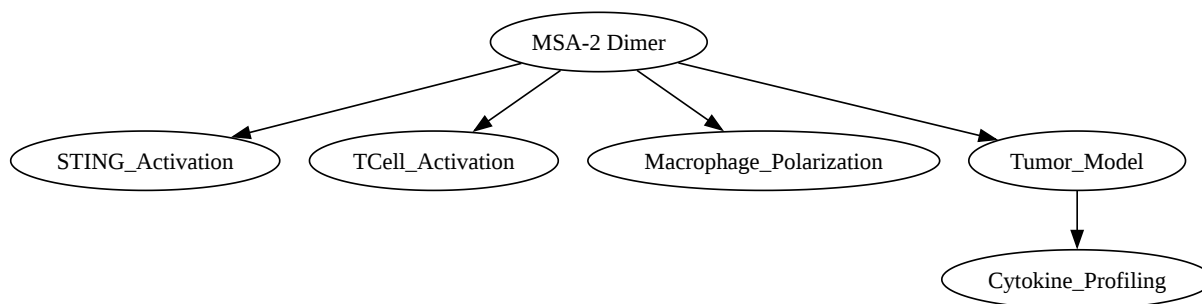 MSA-2 Dimer
STING_Activation
TCell_Activation
Macrophage_Polarization
Tumor_Model
Cytokine_Profiling